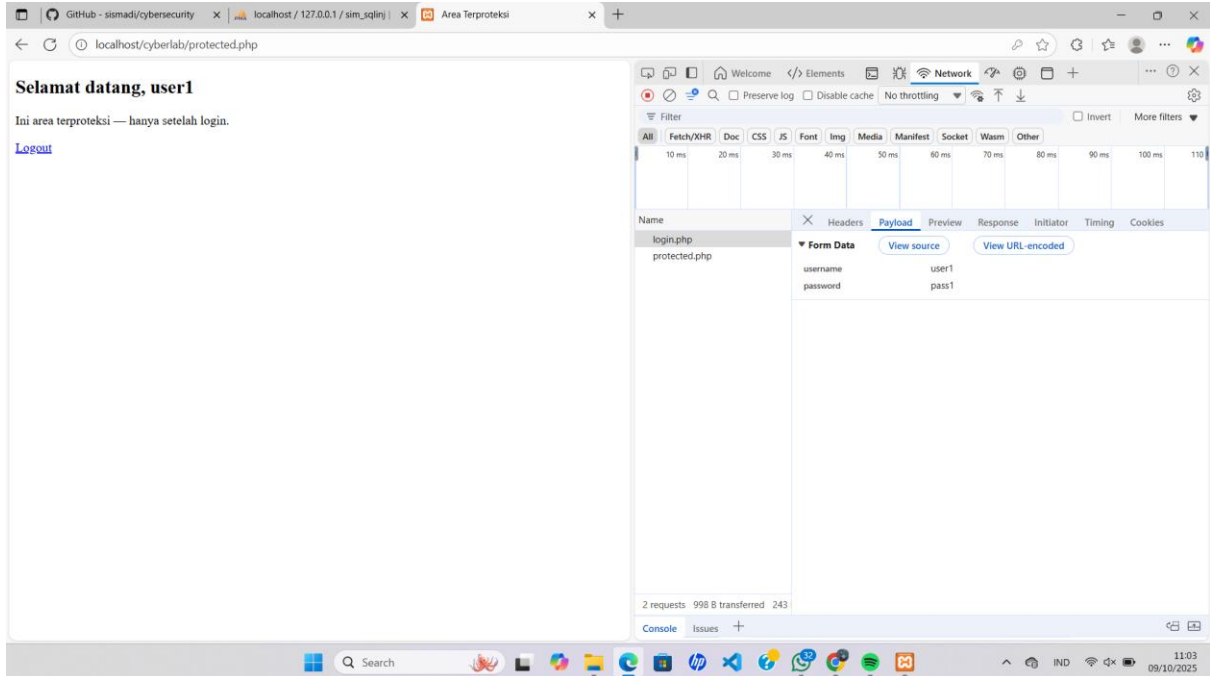 GitHub - sismadi/cybersecurity
localhost / 127.0.0.1 / sim_sqlinj |
Area Terproteksi
localhost/cyberlab/protected.php
Selamat datang, user1
Ini area terproteksi — hanya setelah login.
Logout
Welcome
Elements
Network
Preserve log
Disable cache
No throttling
Filter
Invert
More filters
All Fetch/XHR Doc CSS JS Font Img Media Manifest Socket Wasm Other
10 ms 20 ms 30 ms 40 ms 50 ms 60 ms 70 ms 80 ms 90 ms 100 ms 110
Name
login.php
protected.php
Headers Payload Preview Response Initiator Timing Cookies
Form Data View source View URL-encoded
username user1
password pass1
2 requests 998 B transferred 243
Console Issues
Search
32
IND
11:03
09/10/2025